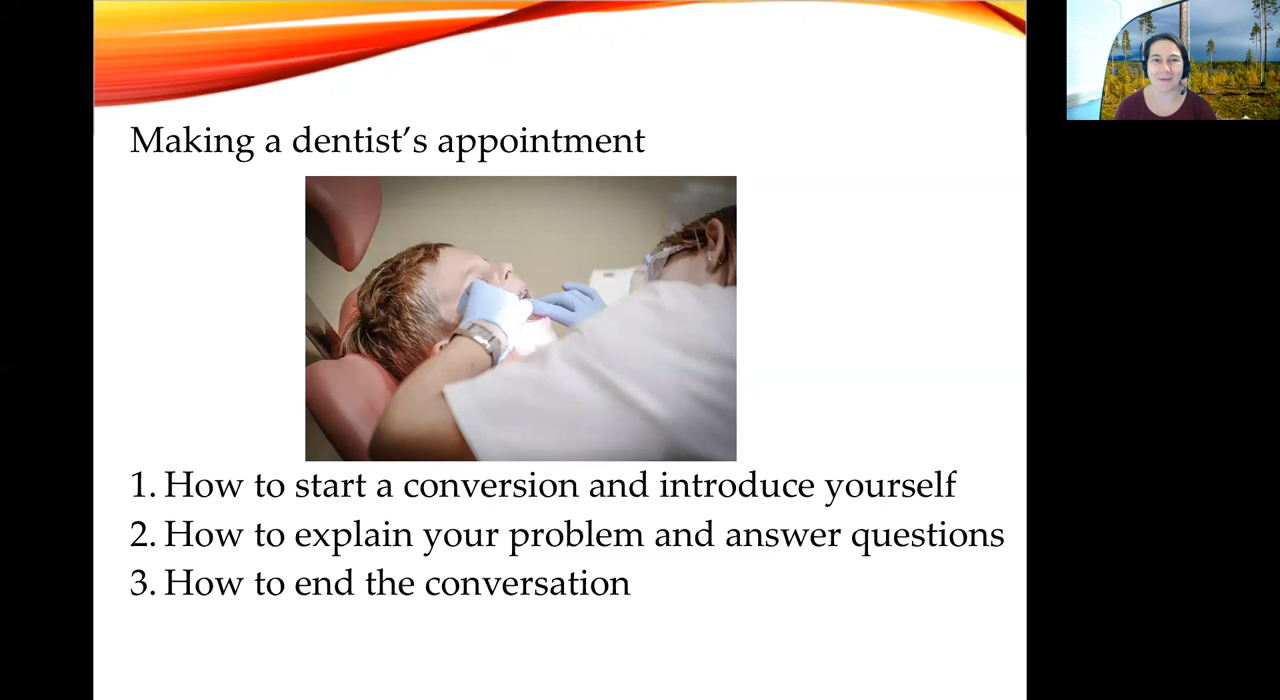 Making a dentist’s appointment
1. How to start a conversion and introduce yourself
2. How to explain your problem and answer questions
3. How to end the conversation